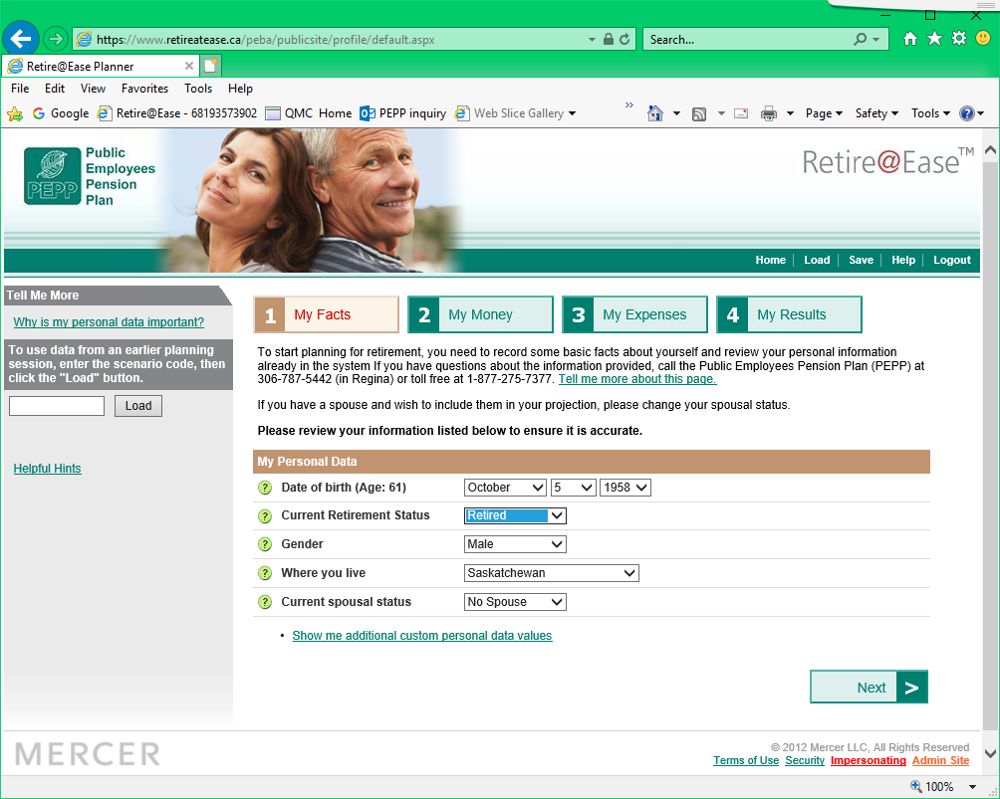 https://www.retireatease.ca/peba/publicsite/profile/default.aspx
Search...
Retire@Ease Planner
File Edit View Favorites Tools Help
Google Retire@Ease - 68193573902 QMC Home PEPP inquiry Web Slice Gallery » Page Safety Tools
Public
Employees
Pension
Plan
PEPP
Retire@Ease™
Home | Load | Save | Help | Logout
Tell Me More
Why is my personal data important?
To use data from an earlier planning
session, enter the scenario code, then
click the "Load" button.
Load
Helpful Hints
1 My Facts
2 My Money
3 My Expenses
4 My Results
To start planning for retirement, you need to record some basic facts about yourself and review your personal information
already in the system If you have questions about the information provided, call the Public Employees Pension Plan (PEPP) at
306-787-5442 (in Regina) or toll free at 1-877-275-7377. Tell me more about this page.
If you have a spouse and wish to include them in your projection, please change your spousal status.
Please review your information listed below to ensure it is accurate.
My Personal Data
? Date of birth (Age: 61) October 5 1958
? Current Retirement Status Retired
? Gender Male
? Where you live Saskatchewan
? Current spousal status No Spouse
• Show me additional custom personal data values
Next >
MERCER
© 2012 Mercer LLC, All Rights Reserved
Terms of Use Security Impersonating Admin Site
100%